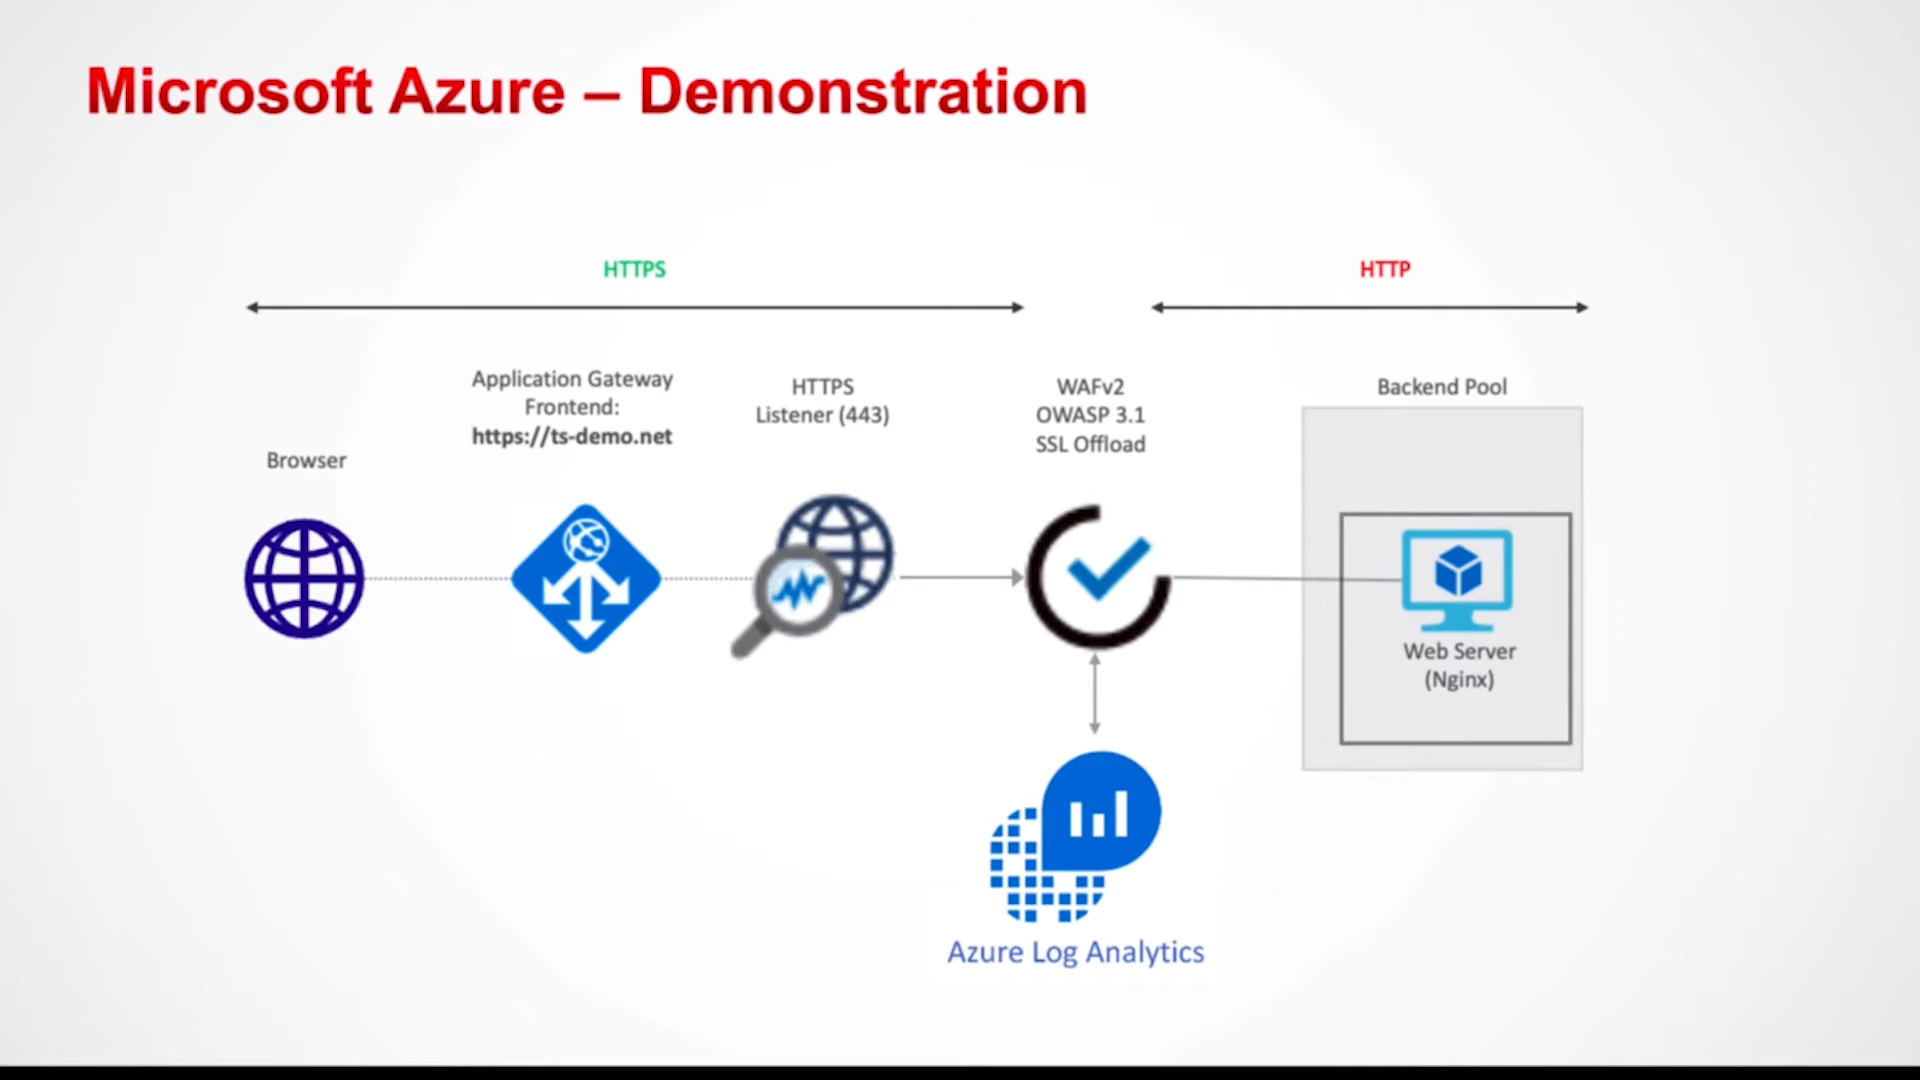 Microsoft Azure – Demonstration
HTTPS
HTTP
Browser
Application Gateway
Frontend:
https://ts-demo.net
HTTPS
Listener (443)
WAFv2
OWASP 3.1
SSL Offload
Backend Pool
Web Server
(Nginx)
Azure Log Analytics